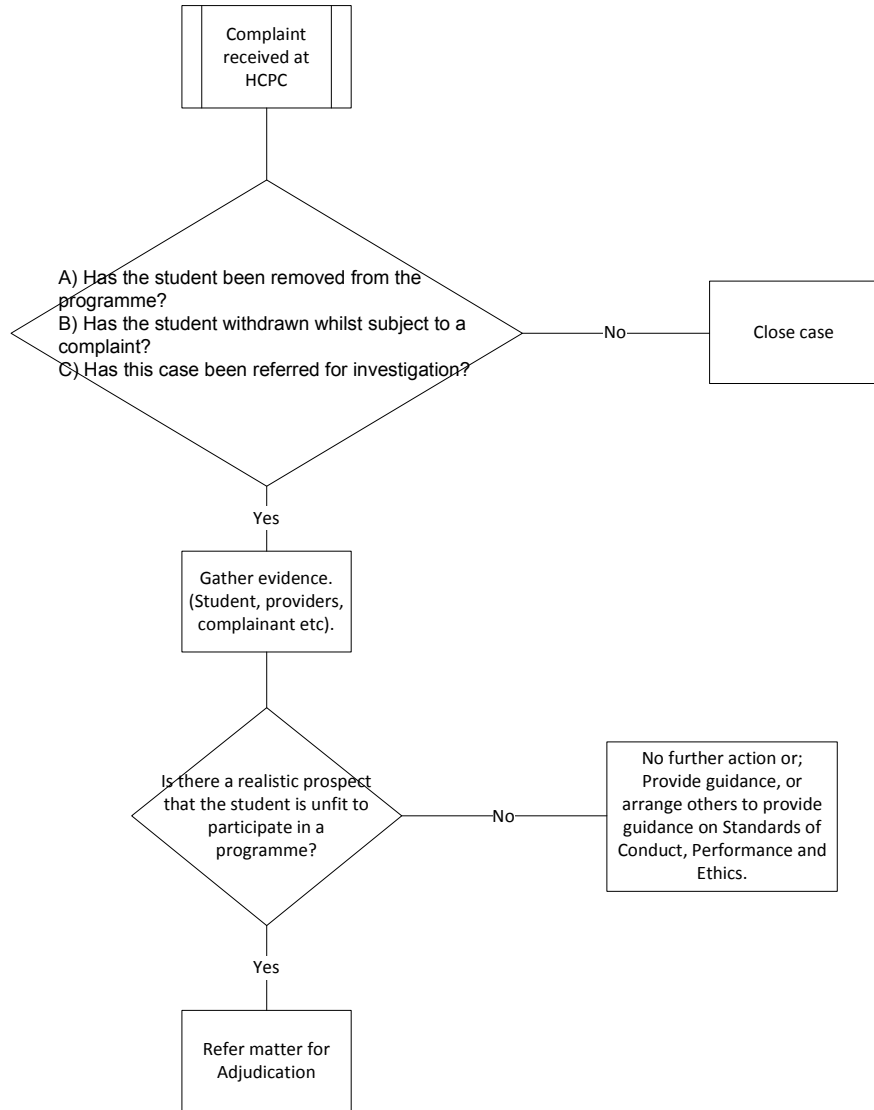 Complaint
received at
HCPC
A) Has the student been removed from the
programme?
B) Has the student withdrawn whilst subject to a
complaint?
C) Has this case been referred for investigation?
No
Close case
Yes
Gather evidence.
(Student, providers,
complainant etc).
Is there a realistic prospect
that the student is unfit to
participate in a
programme?
No
No further action or;
Provide guidance, or
arrange others to provide
guidance on Standards of
Conduct, Performance and
Ethics.
Yes
Refer matter for
Adjudication